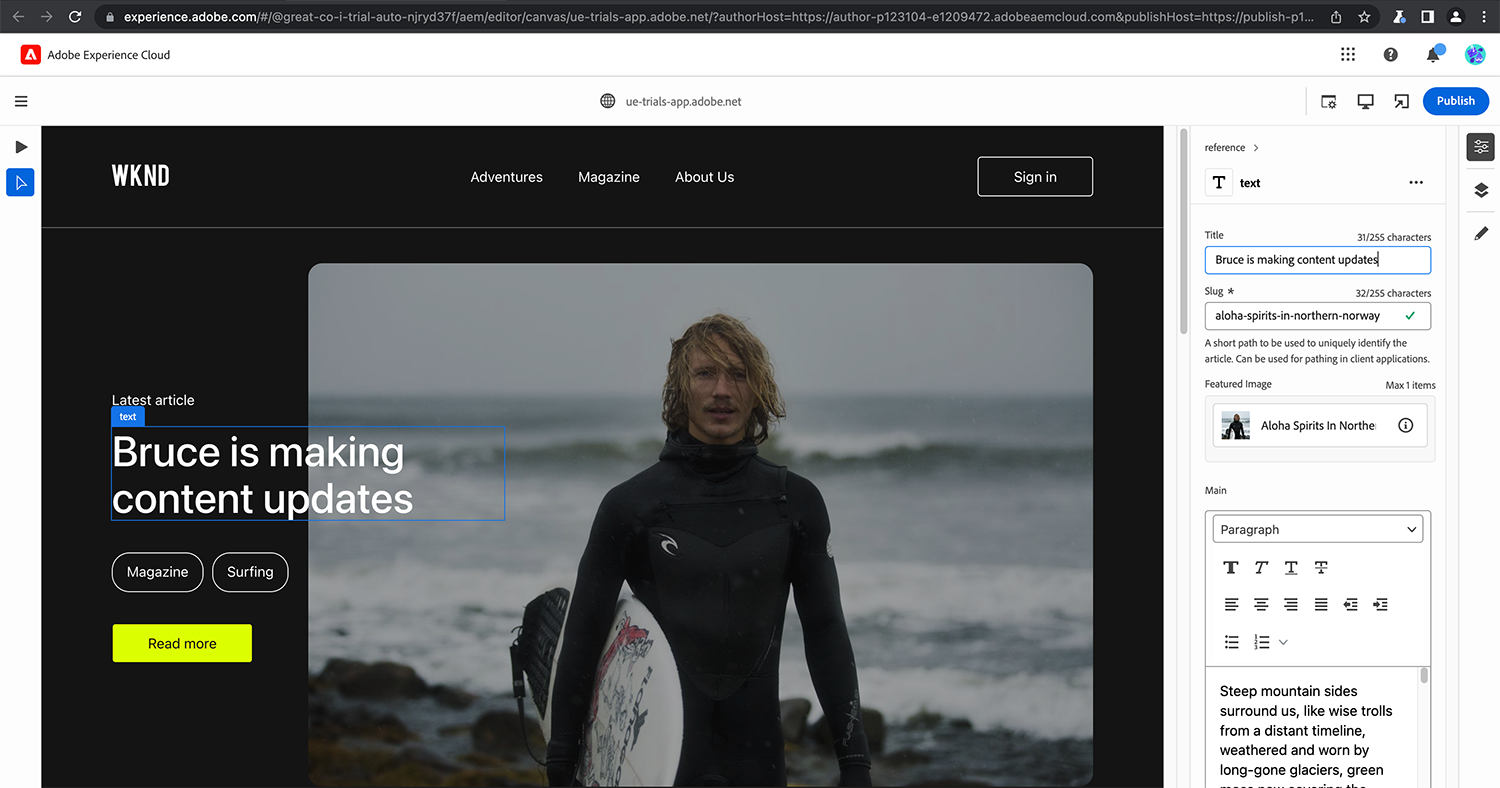 experience.adobe.com/#/@great-co-i-trial-auto-njryd37f/aem/editor/canvas/ue-trials-app.adobe.net/?authorHost=https://author-p123104-e1209472.adobeaemcloud.com&publishHost=https://publish-p1...
Adobe Experience Cloud
ue-trials-app.adobe.net
Publish
WKND
Adventures
Magazine
About Us
Sign in
Latest article
text
Bruce is making
content updates
Magazine
Surfing
Read more
reference
T text
Title
31/255 characters
Bruce is making content updates
Slug *
32/255 characters
aloha-spirits-in-northern-norway
A short path to be used to uniquely identify the
article. Can be used for pathing in client applications.
Featured Image
Max 1 items
Aloha Spirits In Northe
Main
Paragraph
T T T T
Steep mountain sides
surround us, like wise trolls
from a distant timeline,
weathered and worn by
long-gone glaciers, green